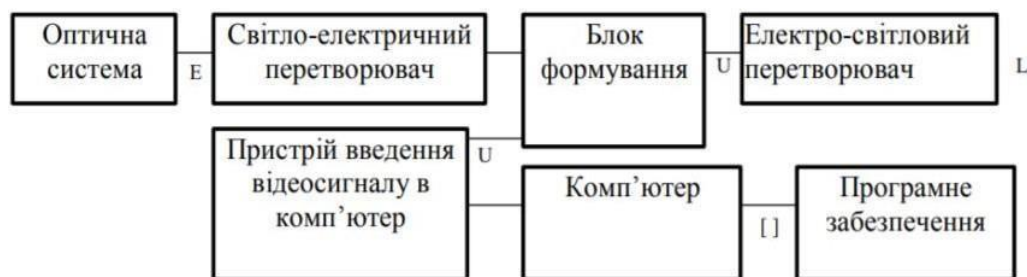 Оптична
система
E
Світло-електричний
перетворювач
Блок
формування
U
Електро-світловий
перетворювач
L
Пристрій введення
відеосигналу в
комп’ютер
U
Комп’ютер
[ ]
Програмне
забезпечення